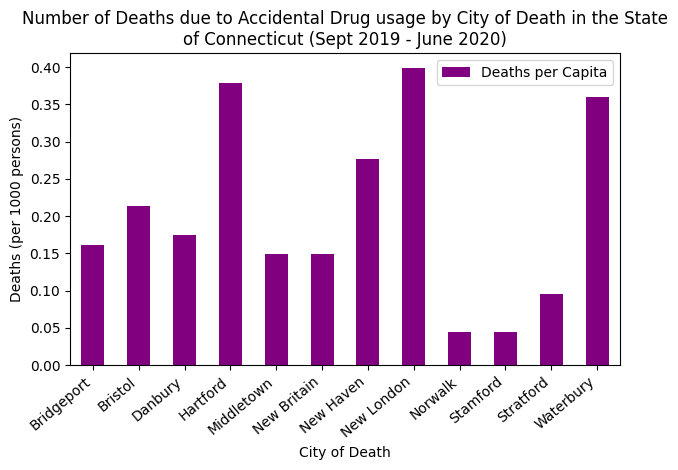 Number of Deaths due to Accidental Drug usage by City of Death in the State
of Connecticut (Sept 2019 - June 2020)
Deaths per Capita
Deaths (per 1000 persons)
0.40
0.35
0.30
0.25
0.20
0.15
0.10
0.05
0.00
Bridgeport
Bristol
Danbury
Hartford
Middletown
New Britain
New Haven
New London
Norwalk
Stamford
Stratford
Waterbury
City of Death